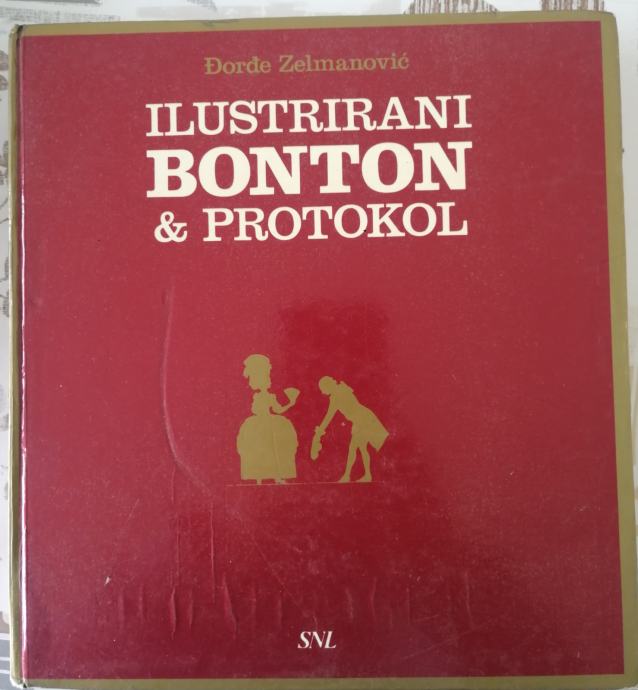 Đorđe Zelmanović
ILUSTRIRANI
BONTON
& PROTOKOL
SNL